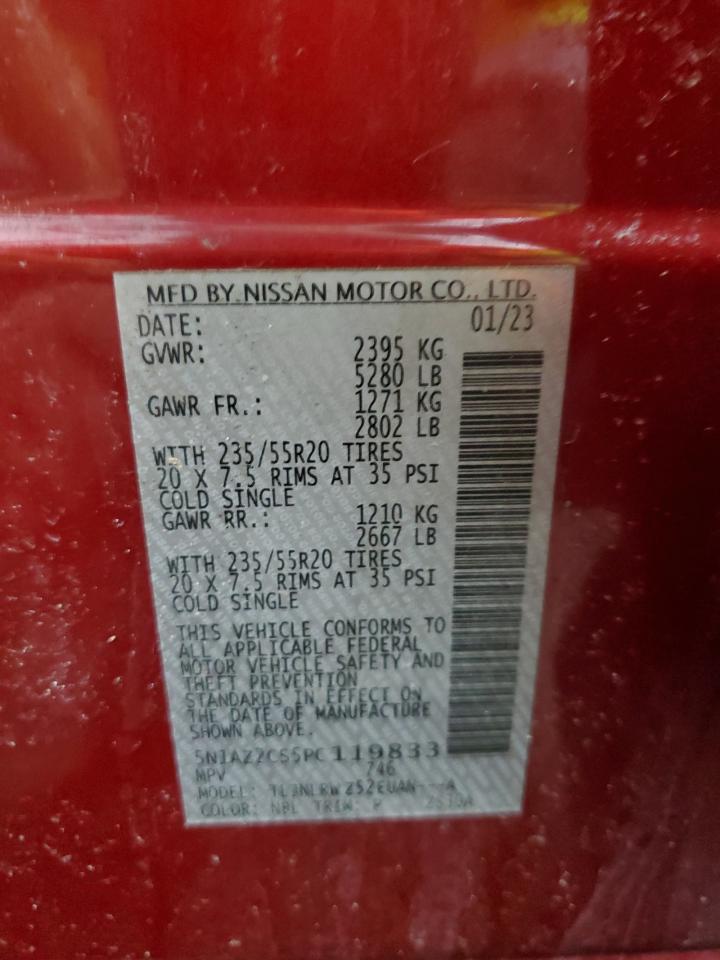 MFD BY.NISSAN MOTOR CO., LTD.
DATE: 01/23
GVWR: 2395 KG
5280 LB
GAWR FR.: 1271 KG
2802 LB
WITH 235/55R20 TIRES
20 X 7.5 RIMS AT 35 PSI
COLD SINGLE
GAWR RR.: 1210 KG
2667 LB
WITH 235/55R20 TIRES
20 X 7.5 RIMS AT 35 PSI
COLD SINGLE
THIS VEHICLE CONFORMS TO
ALL APPLICABLE FEDERAL
MOTOR VEHICLE SAFETY AND
THEFT PREVENTION
STANDARDS IN EFFECT ON
THE DATE OF MANUFACTURE
SHOWN ABOVE.
5N1AZ2CS5PC119833
MPV 746
MODEL:
COLOR: NBL TRIM: